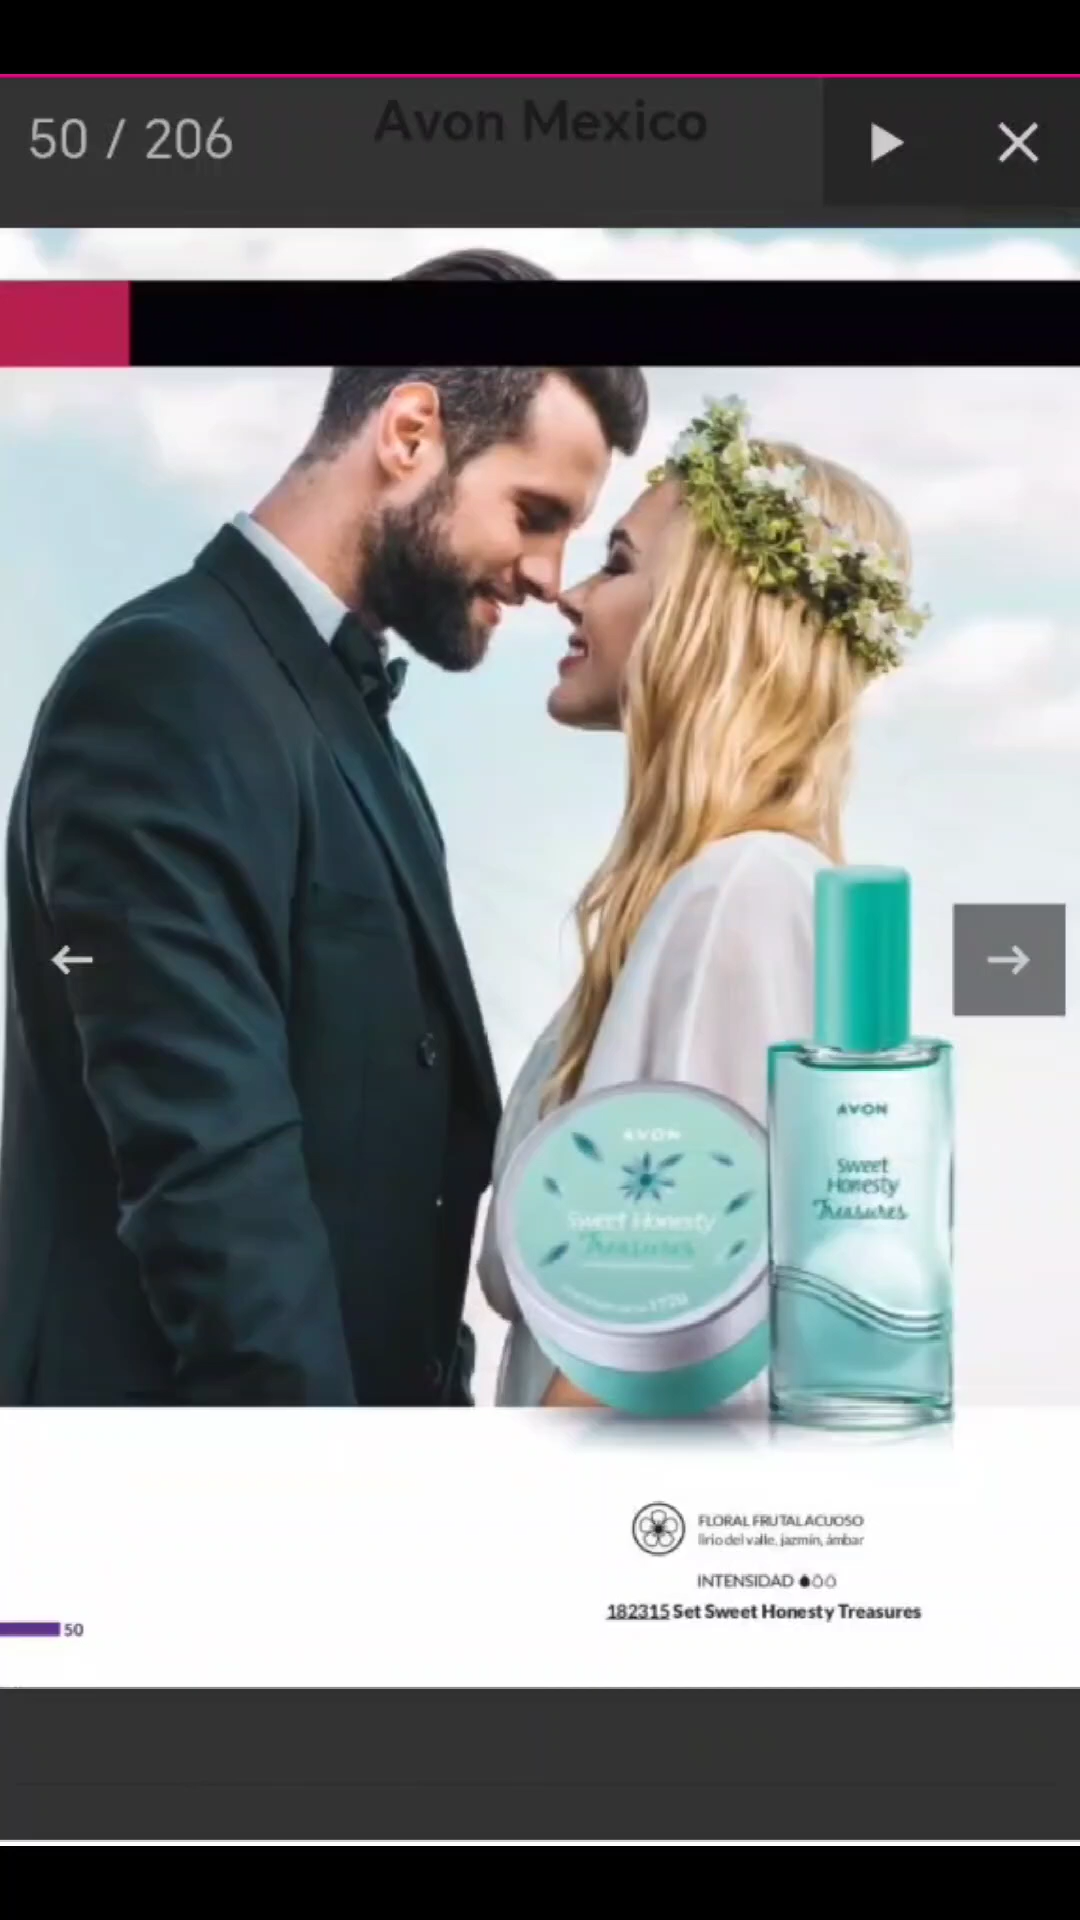 50 / 206
Avon Mexico
AVON
Sweet Honesty
Treasures
172g
AVON
Sweet
Honesty
Treasures
FLORAL FRUTAL ACUOSO
lirio del valle, jazmín, ámbar
INTENSIDAD
182315 Set Sweet Honesty Treasures
50